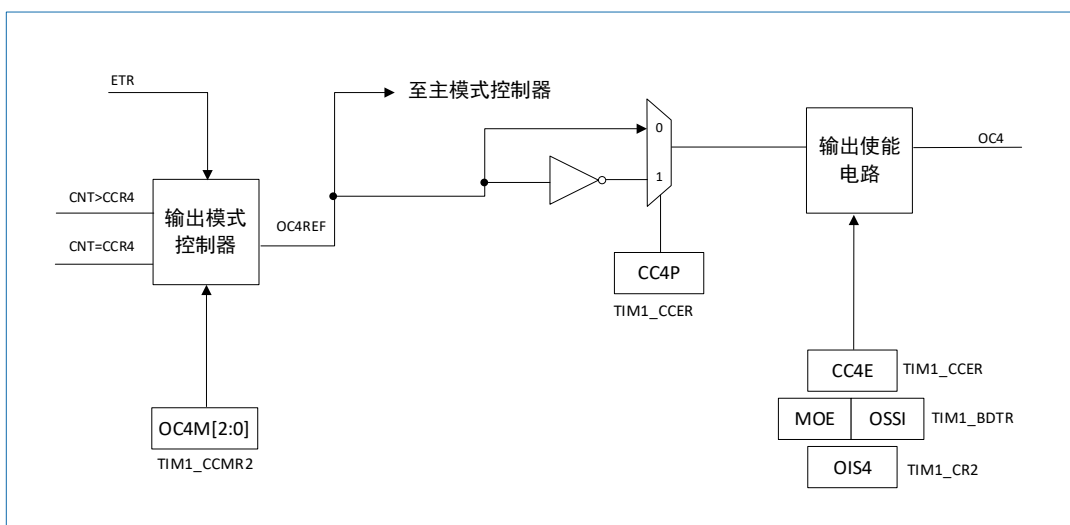 ETR
至主模式控制器
0
1
输出使能
电路
OC4
CNT>CCR4
CNT=CCR4
输出模式
控制器
OC4REF
CC4P
TIM1_CCER
CC4E
TIM1_CCER
MOE
OSSI
TIM1_BDTR
OIS4
TIM1_CR2
OC4M[2:0]
TIM1_CCMR2